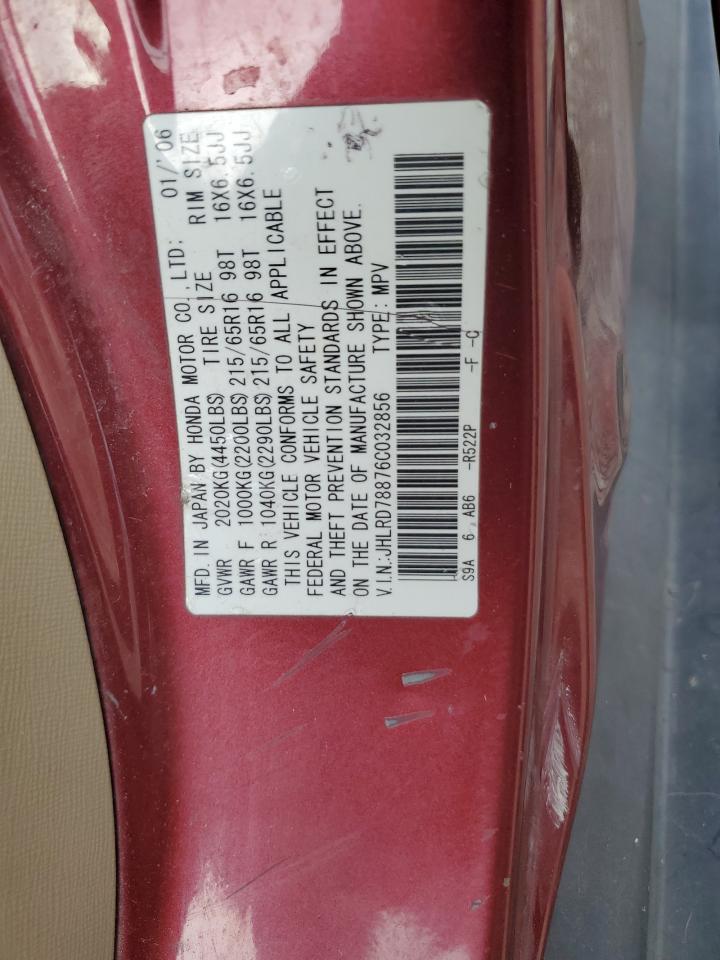 MFD. IN JAPAN BY HONDA MOTOR CO.,LTD; 01/'06
GVWR 2020KG(4450LBS) TIRE SIZE RIM SIZE
GAWR F 1000KG(2200LBS) 215/65R16 98T 16X6.5JJ
GAWR R 1040KG(2290LBS) 215/65R16 98T 16X6.5JJ
THIS VEHICLE CONFORMS TO ALL APPLICABLE
FEDERAL MOTOR VEHICLE SAFETY
AND THEFT PREVENTION STANDARDS IN EFFECT
ON THE DATE OF MANUFACTURE SHOWN ABOVE.
V.I.N.:JHLRD78876C032856 TYPE : MPV
S9A 6 AB6 -R522P -F -C